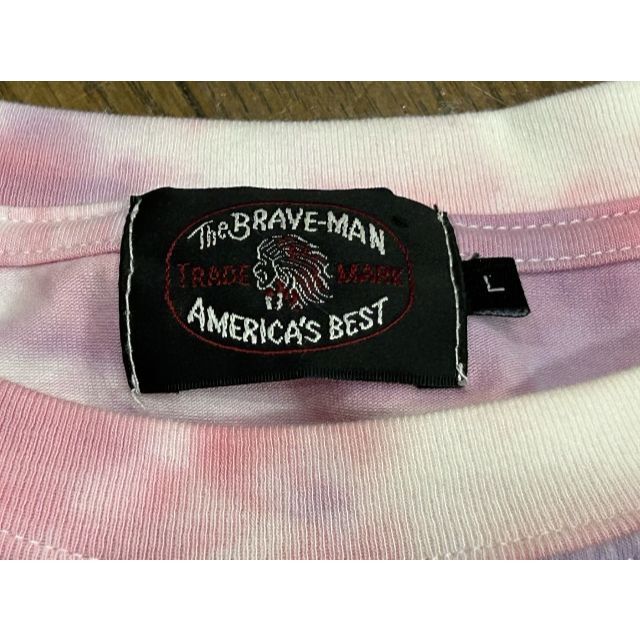 The BRAVE-MAN
TRADE MARK
AMERICA'S BEST
L